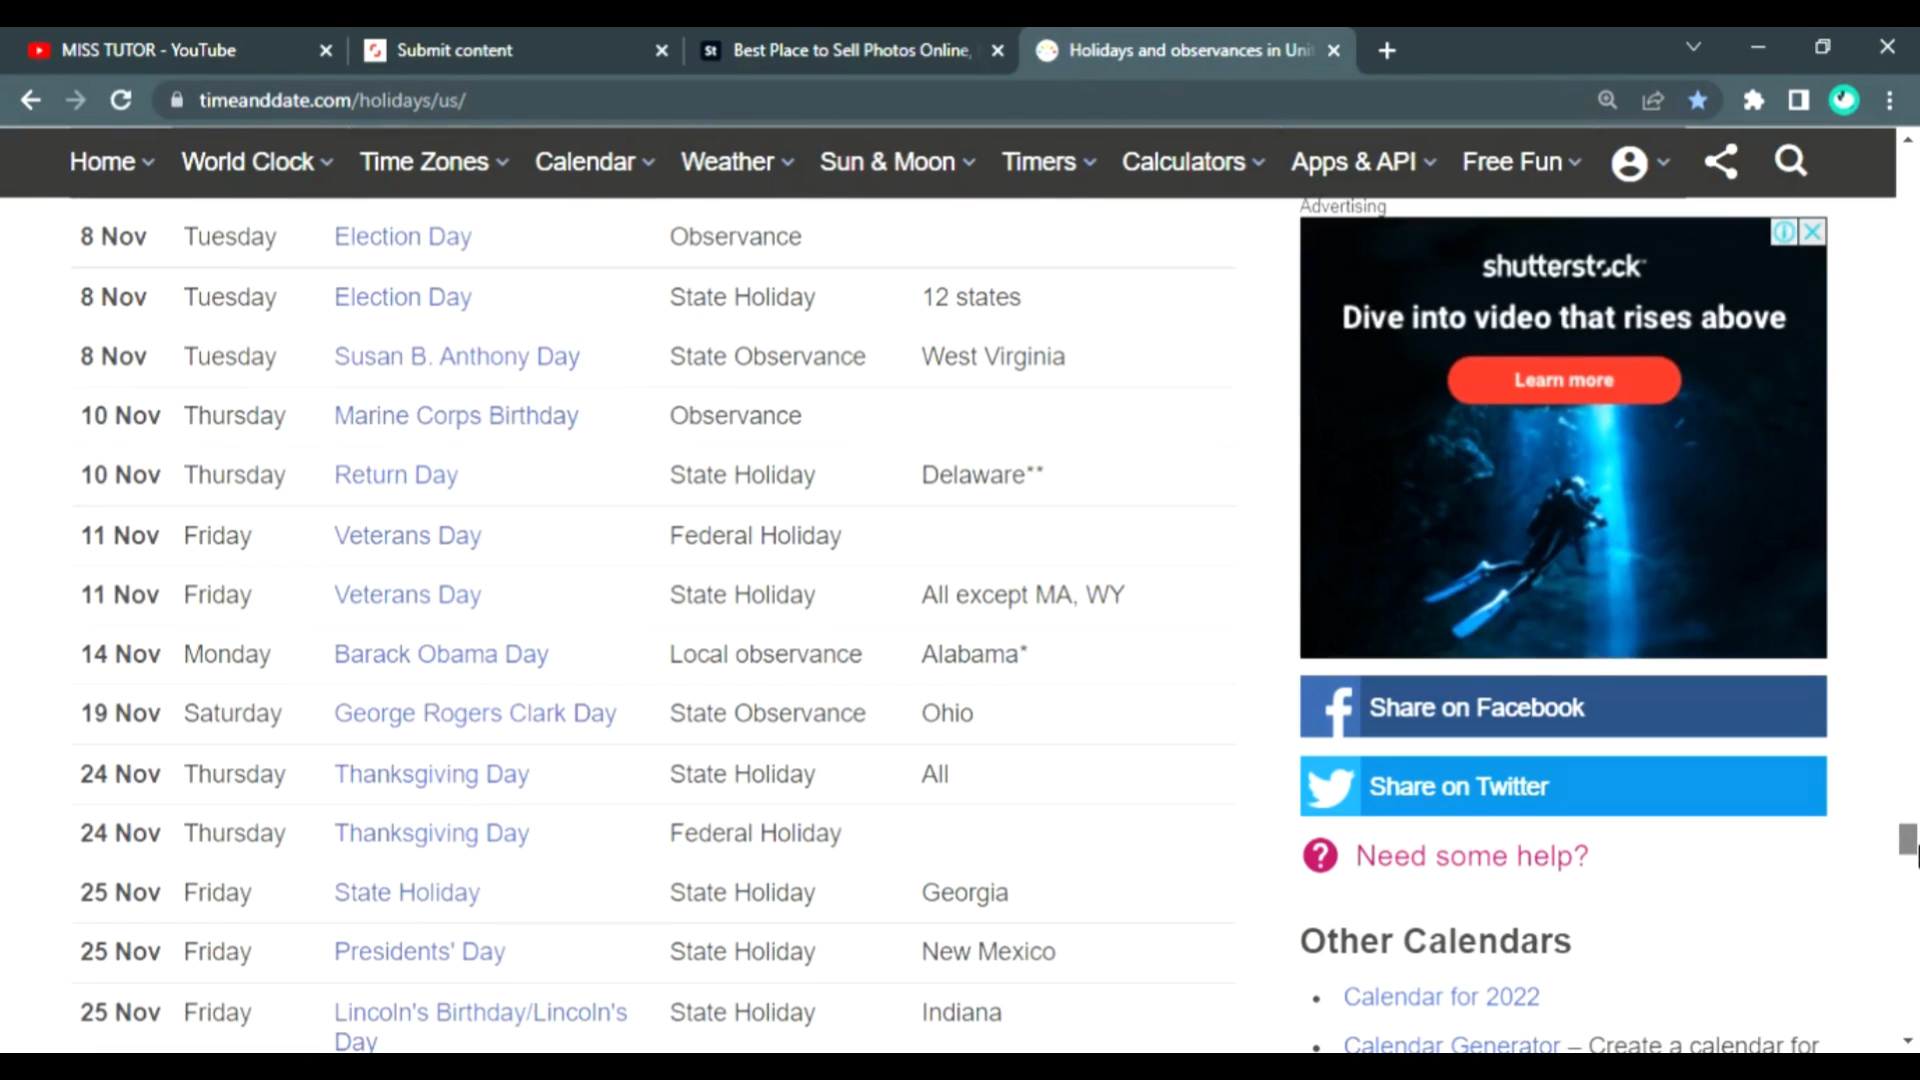 MISS TUTOR - YouTube
Submit content
St Best Place to Sell Photos Online,
Holidays and observances in Uni
timeanddate.com/holidays/us/
Home World Clock Time Zones Calendar Weather Sun & Moon Timers Calculators Apps & API Free Fun
8 Nov Tuesday Election Day Observance
8 Nov Tuesday Election Day State Holiday 12 states
8 Nov Tuesday Susan B. Anthony Day State Observance West Virginia
10 Nov Thursday Marine Corps Birthday Observance
10 Nov Thursday Return Day State Holiday Delaware**
11 Nov Friday Veterans Day Federal Holiday
11 Nov Friday Veterans Day State Holiday All except MA, WY
14 Nov Monday Barack Obama Day Local observance Alabama*
19 Nov Saturday George Rogers Clark Day State Observance Ohio
24 Nov Thursday Thanksgiving Day State Holiday All
24 Nov Thursday Thanksgiving Day Federal Holiday
25 Nov Friday State Holiday State Holiday Georgia
25 Nov Friday Presidents' Day State Holiday New Mexico
25 Nov Friday Lincoln's Birthday/Lincoln's State Holiday Indiana
Day
Advertising
shutterstock
Dive into video that rises above
Learn more
Share on Facebook
Share on Twitter
? Need some help?
Other Calendars
• Calendar for 2022
• Calendar Generator – Create a calendar for